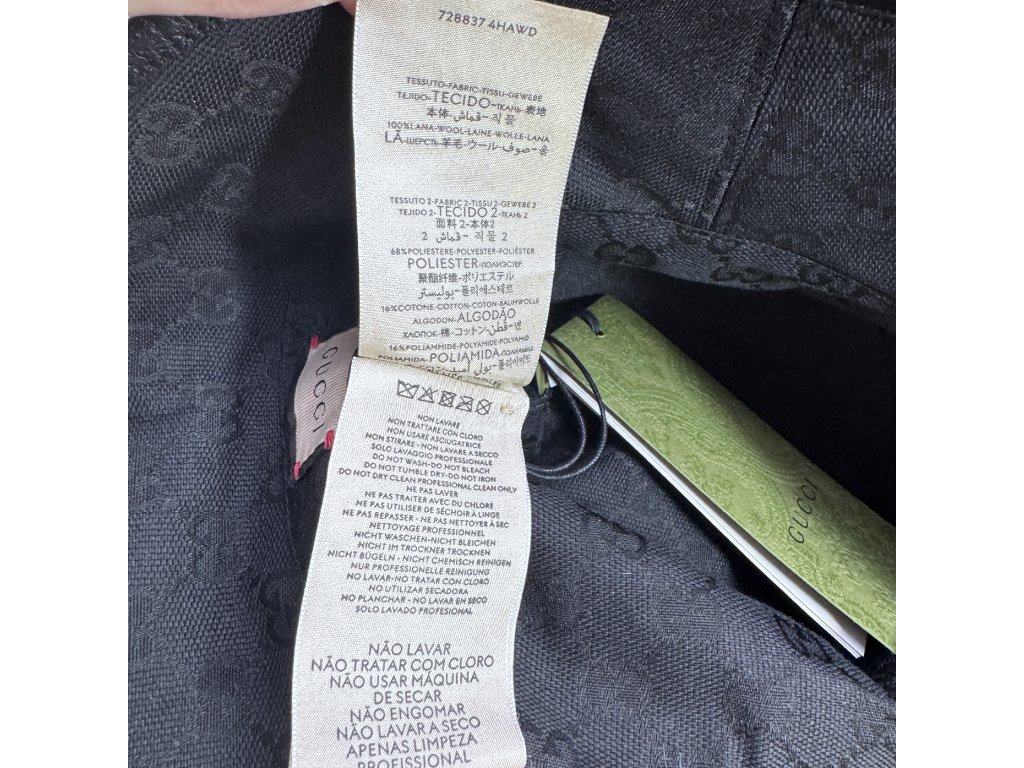 728837 4HAWD
TESSUTO-FABRIC-TISSU-GEWEBE
TEJIDO-TECIDO-ТКАНЬ-表地
本体-قماش-직물
100%LANA-WOOL-LAINE-WOLLE-LANA
LÃ-ШЕРСТЬ-羊毛-ウール-صوف-울
TESSUTO 2-FABRIC 2-TISSU 2-GEWEBE 2
TEJIDO 2-TECIDO 2-ТКАНЬ 2
面料2-本体2
2 قماش-직물 2
68%POLIESTERE-POLYESTER-POLIÉSTER
POLIESTER-ПОЛИЭСТЕР
聚酯纤维-ポリエステル
بوليستر-폴리에스테르
16%COTONE-COTTON-COTON-BAUMWOLLE
ALGODON-ALGODÃO
ХЛОПОК-棉-コットン-قطن-면
16%POLIAMMIDE-POLYAMIDE-POLYAMID
POLIAMIDA-POLIAMIDA-ПОЛИАМИД
GUCCI
NON LAVARE
NON TRATTARE CON CLORO
NON USARE ASCIUGATRICE
NON STIRARE - NON LAVARE A SECCO
SOLO LAVAGGIO PROFESSIONALE
DO NOT WASH-DO NOT BLEACH
DO NOT TUMBLE DRY-DO NOT IRON
DO NOT DRY CLEAN PROFESSIONAL CLEAN ONLY
NE PAS LAVER
NE PAS TRAITER AVEC DU CHLORE
NE PAS UTILISER DE SÉCHOIR À LINGE
NE PAS REPASSER - NE PAS NETTOYER À SEC
NETTOYAGE PROFESSIONNEL
NICHT WASCHEN-NICHT BLEICHEN
NICHT IM TROCKNER TROCKNEN
NICHT BÜGELN - NICHT CHEMISCH REINIGEN
NUR PROFESSIONELLE REINIGUNG
NO LAVAR-NO TRATAR CON CLORO
NO UTILIZAR SECADORA
NO PLANCHAR - NO LAVAR EN SECO
SOLO LAVADO PROFESIONAL
NÃO LAVAR
NÃO TRATAR COM CLORO
NÃO USAR MÁQUINA
DE SECAR
NÃO ENGOMAR
NÃO LAVAR A SECO
APENAS LIMPEZA
PROFISSIONAL
GUCCI